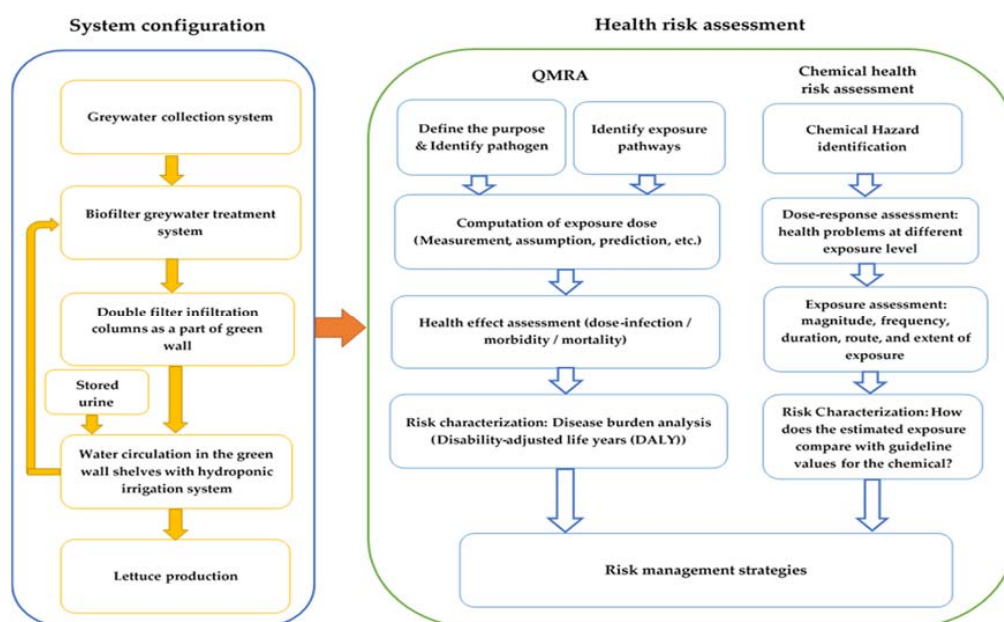 System configuration
Greywater collection system
Biofilter greywater treatment
system
Double filter infiltration
columns as a part of green
wall
Stored
urine
Water circulation in the green
wall shelves with hydroponic
irrigation system
Lettuce production
Health risk assessment
QMRA
Define the purpose
& Identify pathogen
Identify exposure
pathways
Computation of exposure dose
(Measurement, assumption, prediction, etc.)
Health effect assessment (dose-infection /
morbidity / mortality)
Risk characterization: Disease burden analysis
(Disability-adjusted life years (DALY))
Chemical health
risk assessment
Chemical Hazard
identification
Dose-response assessment:
health problems at different
exposure level
Exposure assessment:
magnitude, frequency,
duration, route, and extent of
exposure
Risk Characterization: How
does the estimated exposure
compare with guideline
values for the chemical?
Risk management strategies